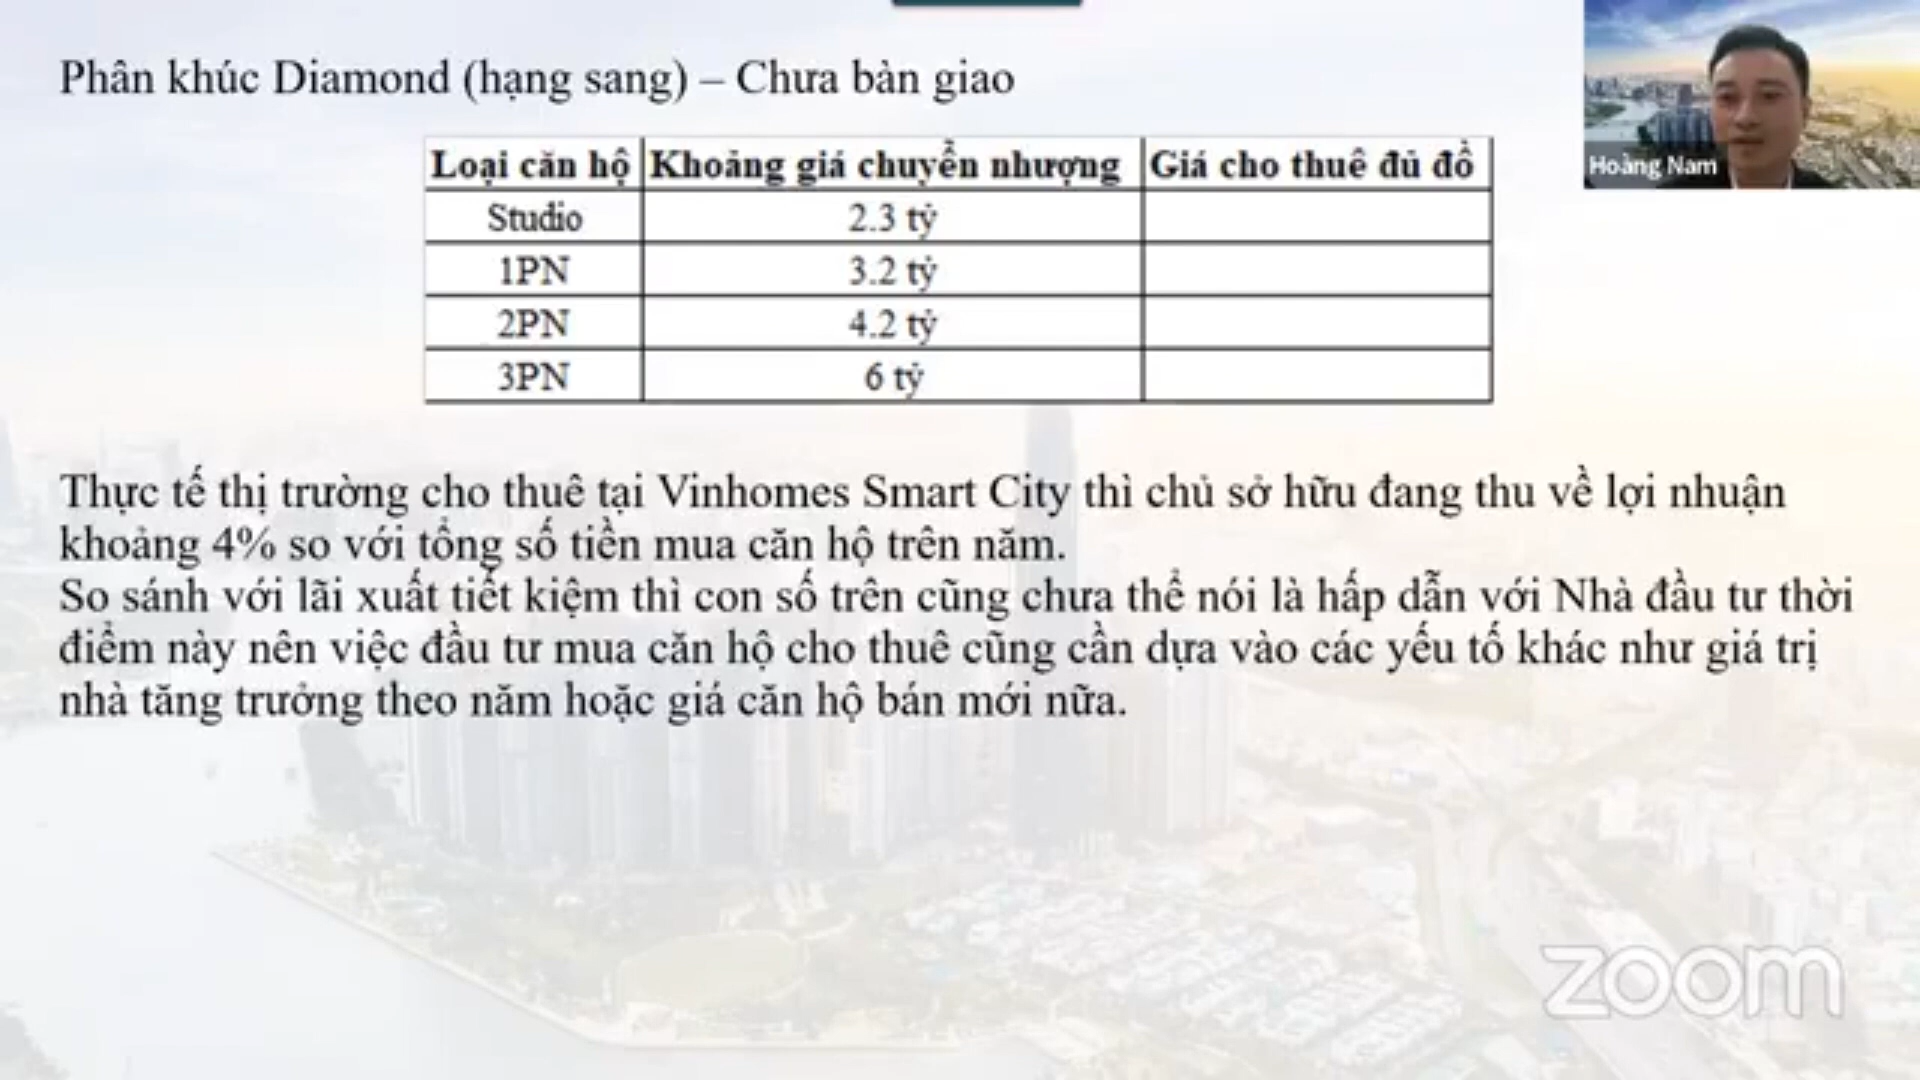 Phân khúc Diamond (hạng sang) – Chưa bàn giao
Hoàng Nam
Loại căn hộ Khoảng giá chuyển nhượng Giá cho thuê đủ đồ
Studio 2.3 tỷ
1PN 3.2 tỷ
2PN 4.2 tỷ
3PN 6 tỷ
Thực tế thị trường cho thuê tại Vinhomes Smart City thì chủ sở hữu đang thu về lợi nhuận
khoảng 4% so với tổng số tiền mua căn hộ trên năm.
So sánh với lãi xuất tiết kiệm thì con số trên cũng chưa thể nói là hấp dẫn với Nhà đầu tư thời
điểm này nên việc đầu tư mua căn hộ cho thuê cũng cần dựa vào các yếu tố khác như giá trị
nhà tăng trưởng theo năm hoặc giá căn hộ bán mới nữa.
zoom